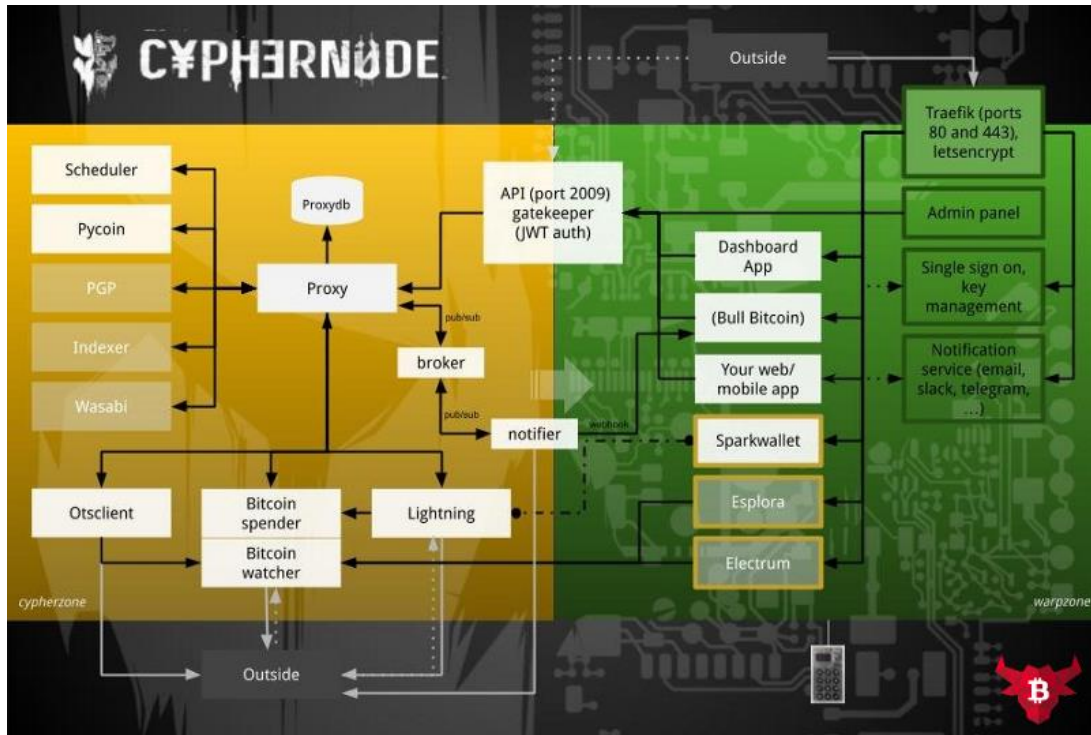 C¥PHERNODE
Outside
Traefik (ports
80 and 443),
letsencrypt
Scheduler
Proxydb
API (port 2009)
gatekeeper
(JWT auth)
Admin panel
Pycoin
Dashboard
App
Single sign on,
key
management
PGP
Proxy
pub/sub
(Bull Bitcoin)
Indexer
broker
Your web/
mobile app
Notification
service (email,
slack, telegram,
...)
Wasabi
pub/sub
notifier
webhook
Sparkwallet
Otsclient
Bitcoin
spender
Lightning
Esplora
Bitcoin
watcher
Electrum
cypherzone
warpzone
Outside